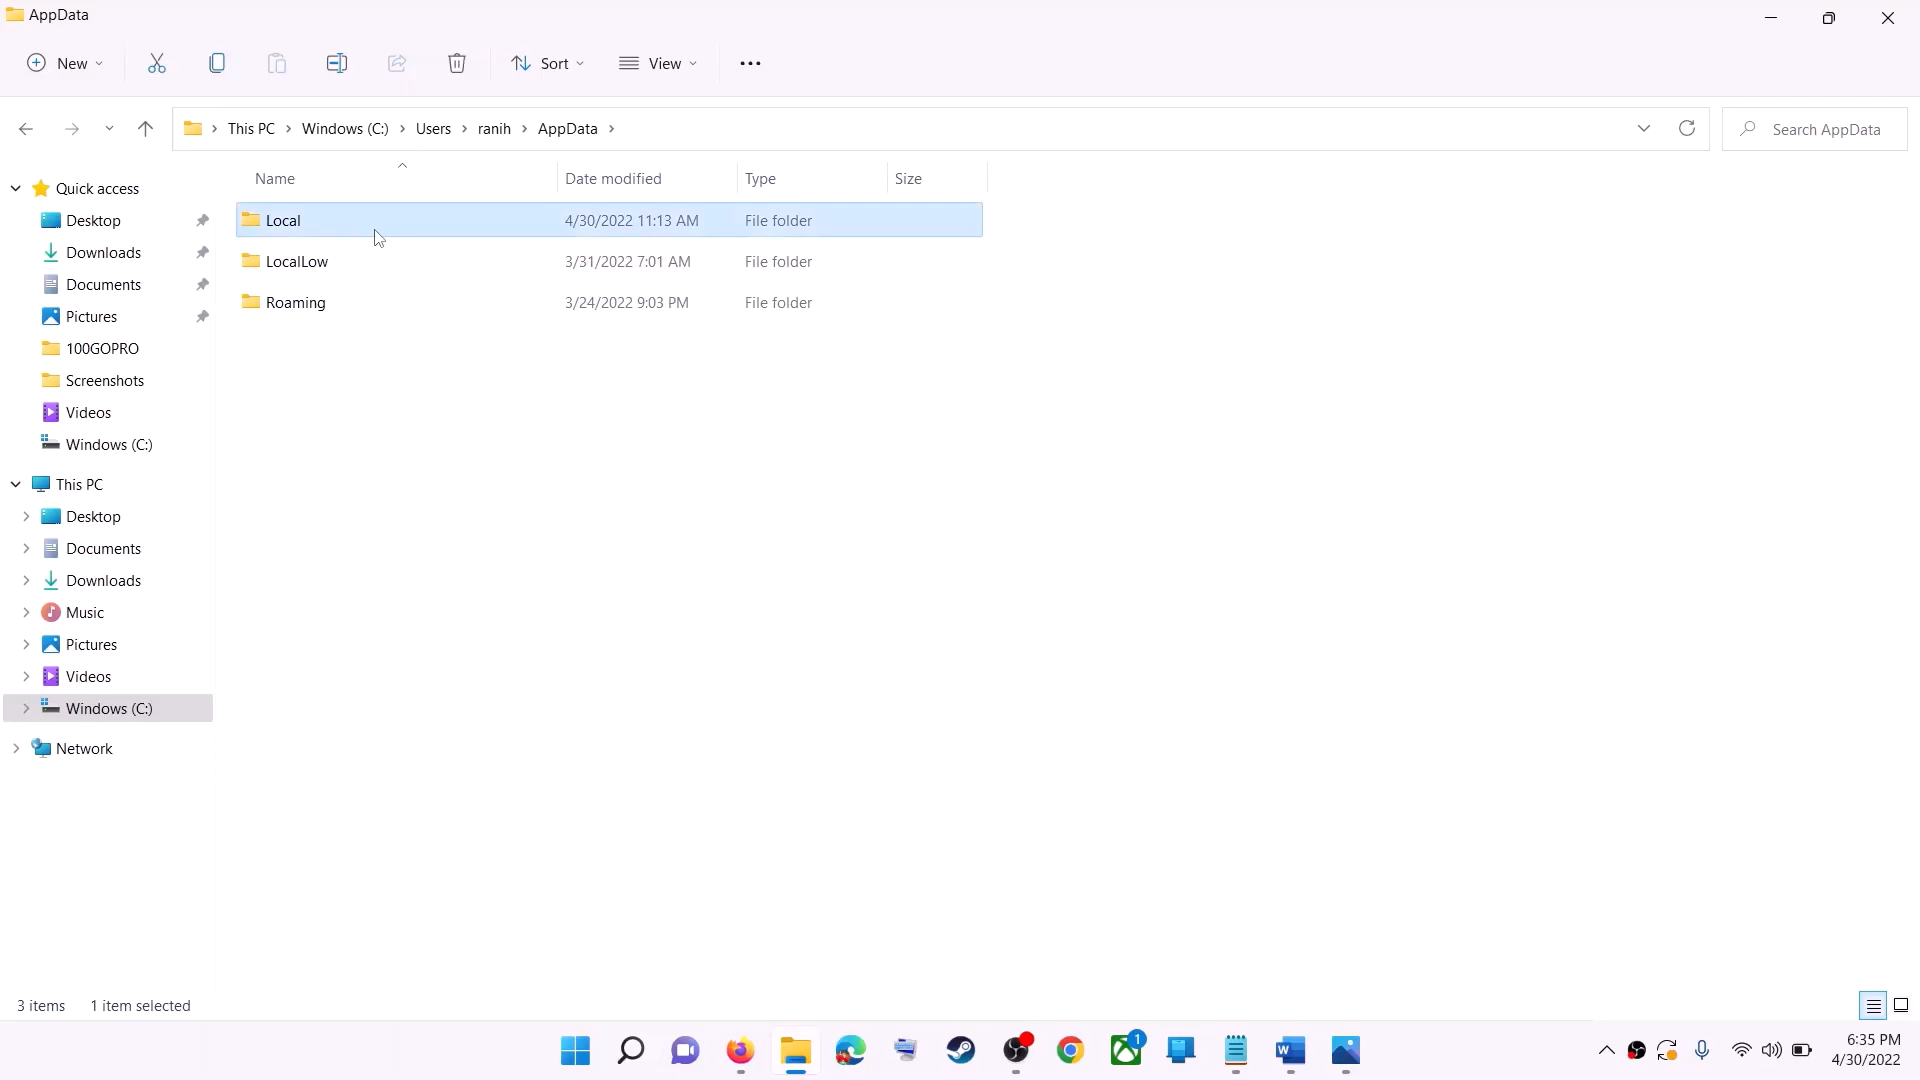 AppData
New
Sort
View
This PC
Windows (C:)
Users
ranih
AppData
Search AppData
Name
Date modified
Type
Size
Local 4/30/2022 11:13 AM File folder
LocalLow 3/31/2022 7:01 AM File folder
Roaming 3/24/2022 9:03 PM File folder
Quick access
Desktop
Downloads
Documents
Pictures
100GOPRO
Screenshots
Videos
Windows (C:)
This PC
Desktop
Documents
Downloads
Music
Pictures
Videos
Windows (C:)
Network
3 items 1 item selected
1
W
6:35 PM
4/30/2022